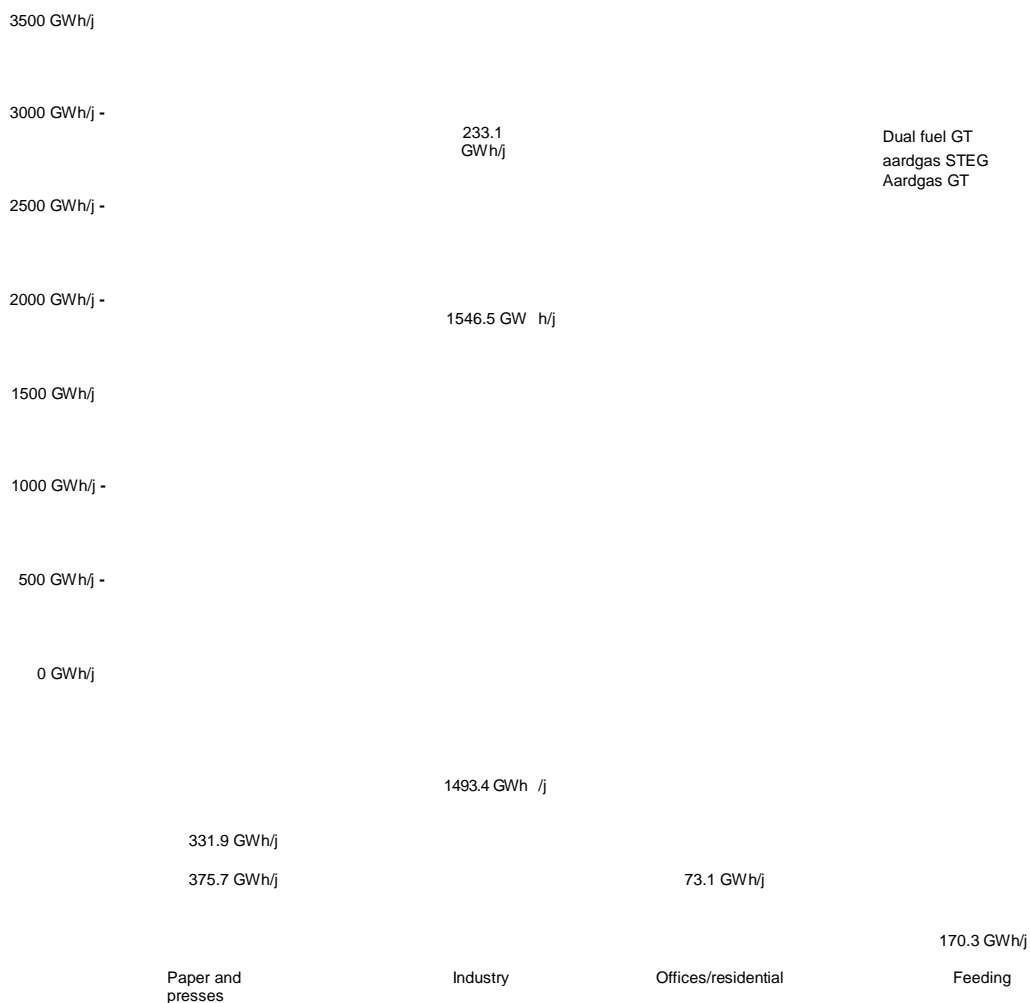 3500 GWh/j
3000 GWh/j -
233.1
GWh/j
Dual fuel GT
aardgas STEG
Aardgas GT
2500 GWh/j -
2000 GWh/j -
1546.5 GW h/j
1500 GWh/j
1000 GWh/j -
500 GWh/j -
0 GWh/j
1493.4 GWh /j
331.9 GWh/j
375.7 GWh/j
73.1 GWh/j
170.3 GWh/j
Paper and
presses
Industry
Offices/residential
Feeding